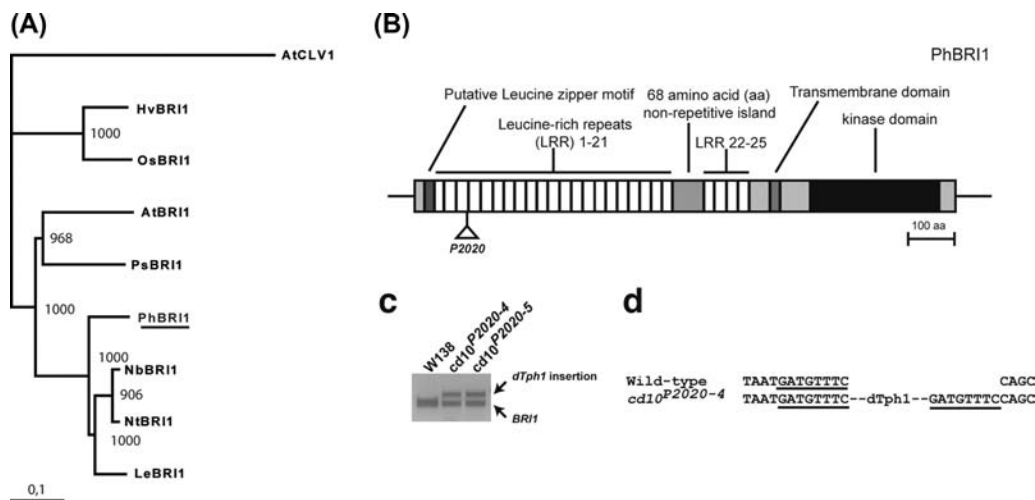 (A)
AtCLV1
HvBRI1
1000
OsBRI1
AtBRI1
968
PsBRI1
1000
PhBRI1
1000
NbBRI1
906
NtBRI1
1000
LeBRI1
0,1
(B)
PhBRI1
Putative Leucine zipper motif
Leucine-rich repeats
(LRR) 1-21
68 amino acid (aa)
non-repetitive island
LRR 22-25
Transmembrane domain
kinase domain
P2020
100 aa
c
W138
cd10P2020-4
cd10P2020-5
dTph1 insertion
BRI1
d
Wild-type TAATGATGTTTC CAGC
cd10P2020-4 TAATGATGTTTC--dTph1--GATGTTTCCAGC